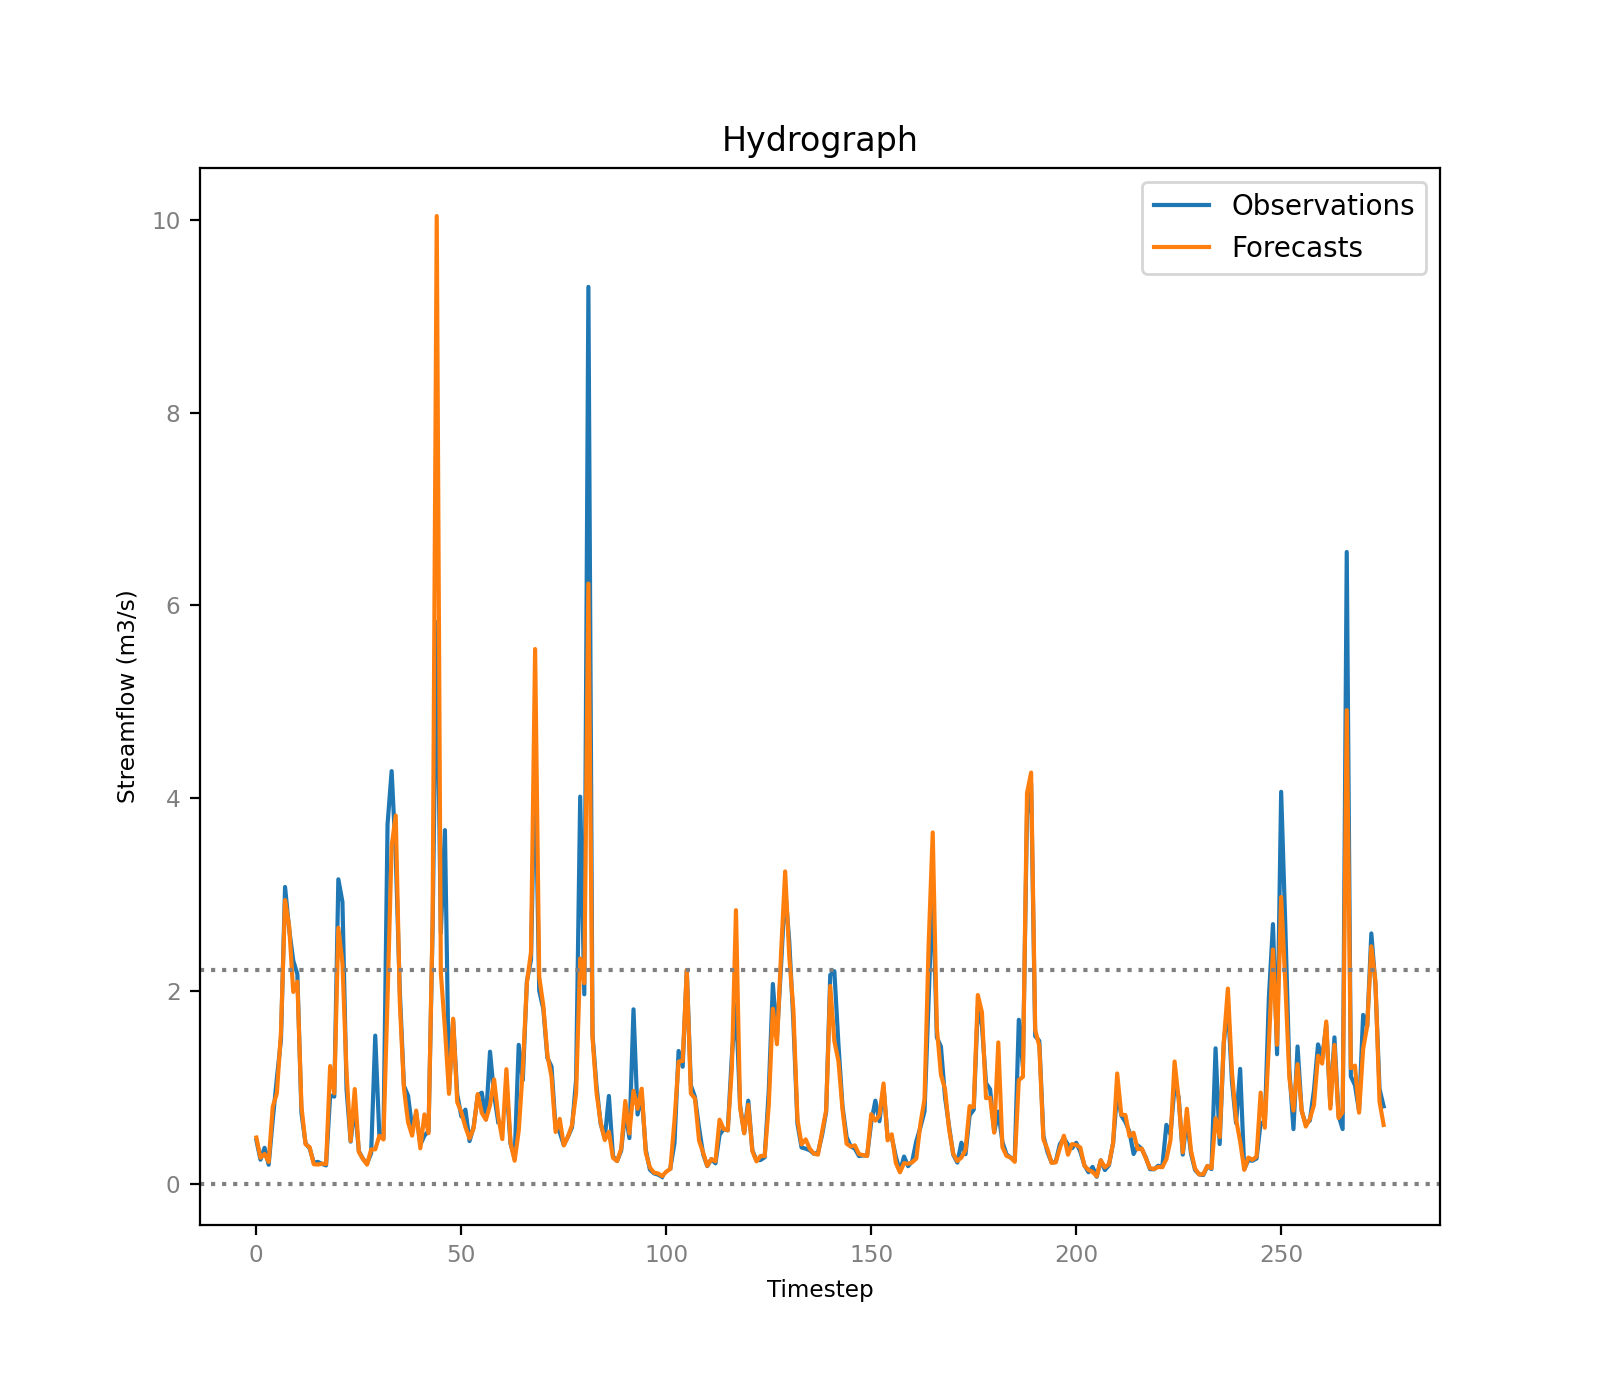 Hydrograph
Observations
Forecasts
10
8
6
4
2
0
Streamflow (m3/s)
0 50 100 150 200 250
Timestep